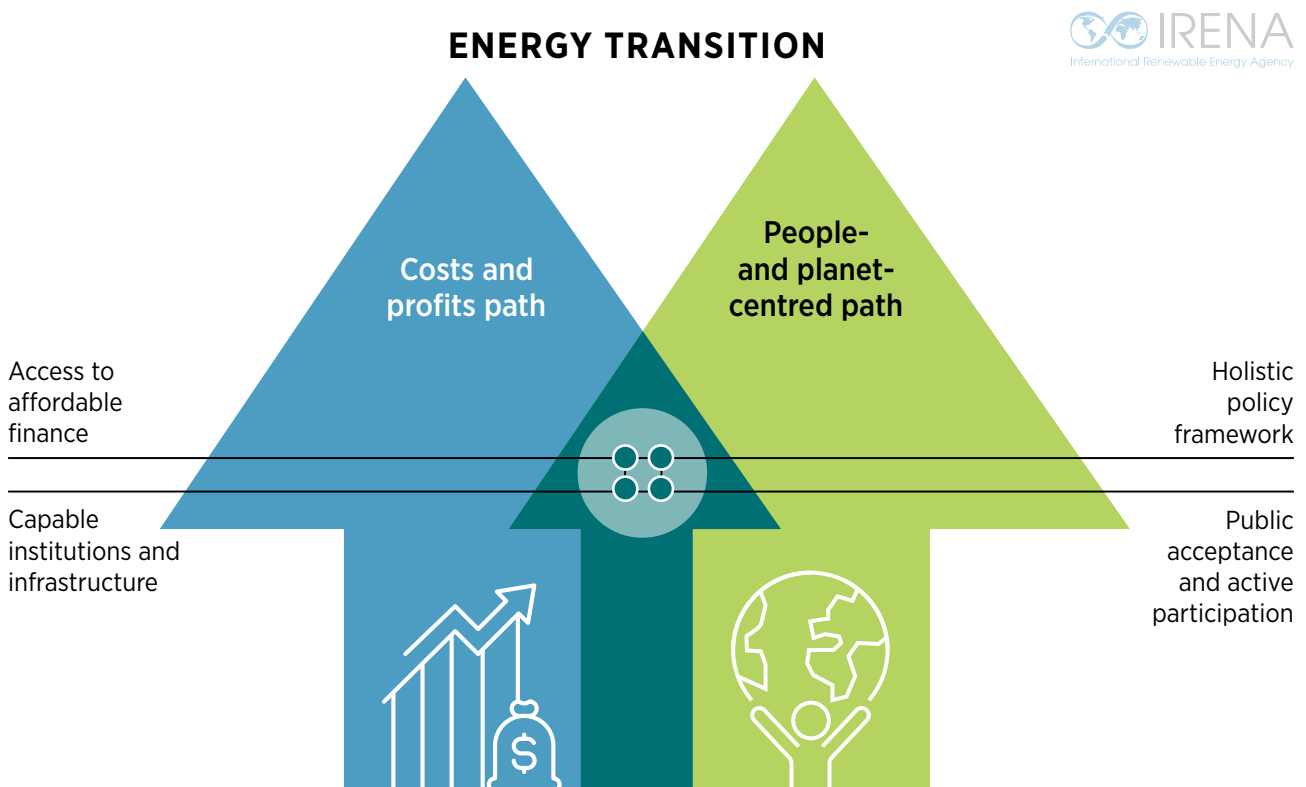 ENERGY TRANSITION
IRENA
International Renewable Energy Agency
Costs and
profits path
People-
and planet-
centred path
Access to
affordable
finance
Holistic
policy
framework
Capable
institutions and
infrastructure
Public
acceptance
and active
participation
$